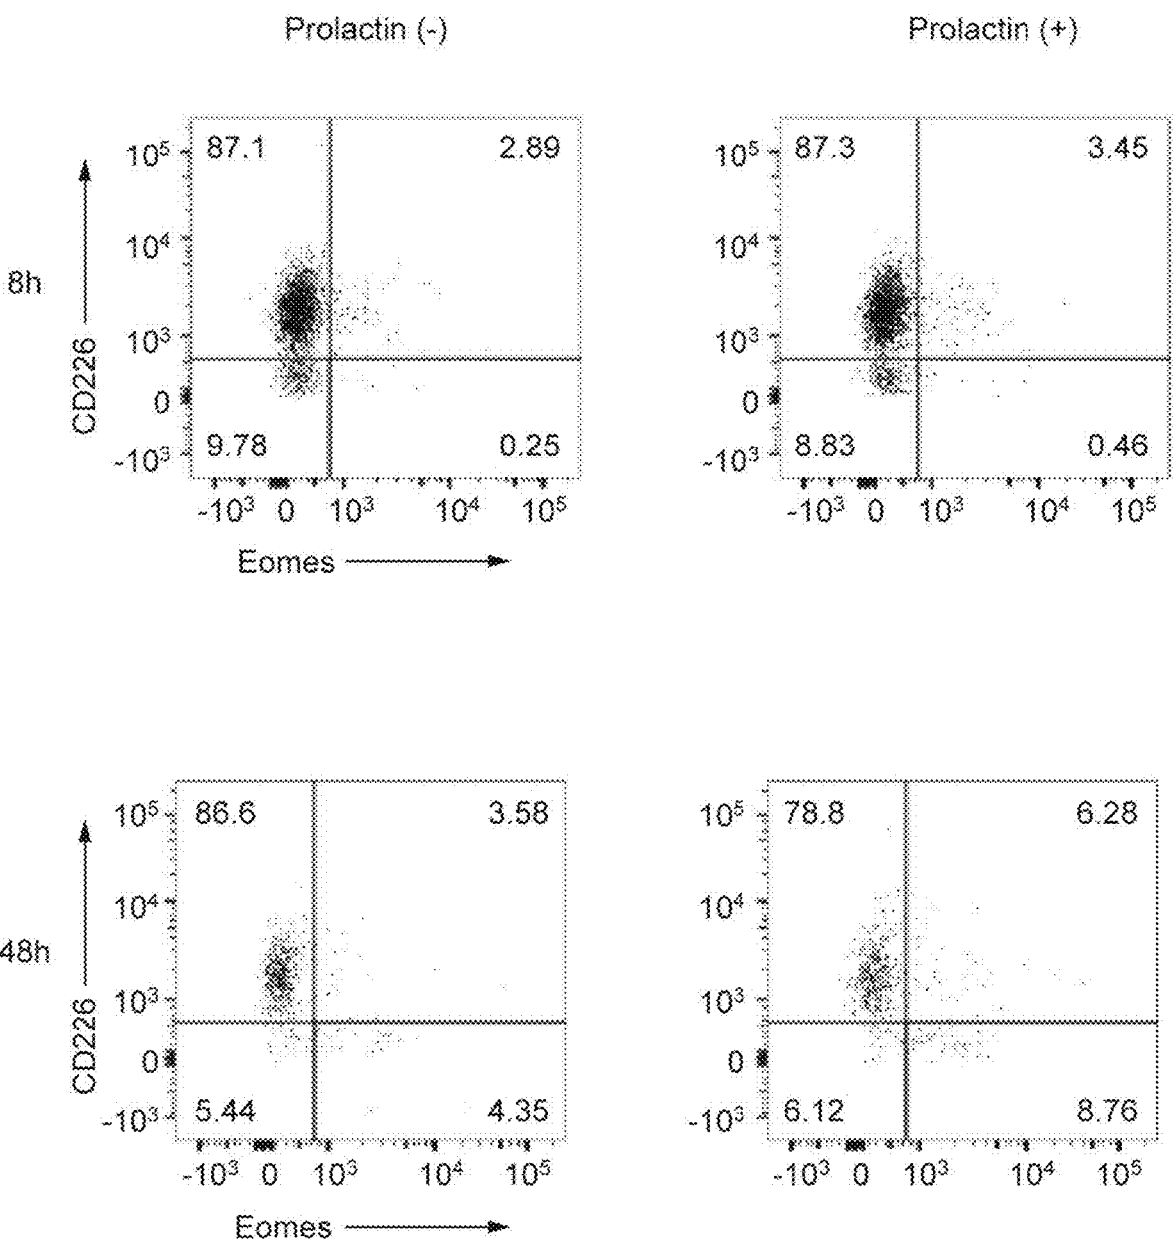 Prolactin (-) Prolactin (+)
8h
CD226
10⁵ 87.1 2.89
10⁴
10³
0
-10³ 9.78 0.25
-10³ 0 10³ 10⁴ 10⁵
Eomes
10⁵ 87.3 3.45
10⁴
10³
0
-10³ 8.83 0.46
-10³ 0 10³ 10⁴ 10⁵
48h
CD226
10⁵ 86.6 3.58
10⁴
10³
0
-10³ 5.44 4.35
-10³ 0 10³ 10⁴ 10⁵
Eomes
10⁵ 78.8 6.28
10⁴
10³
0
-10³ 6.12 8.76
-10³ 0 10³ 10⁴ 10⁵